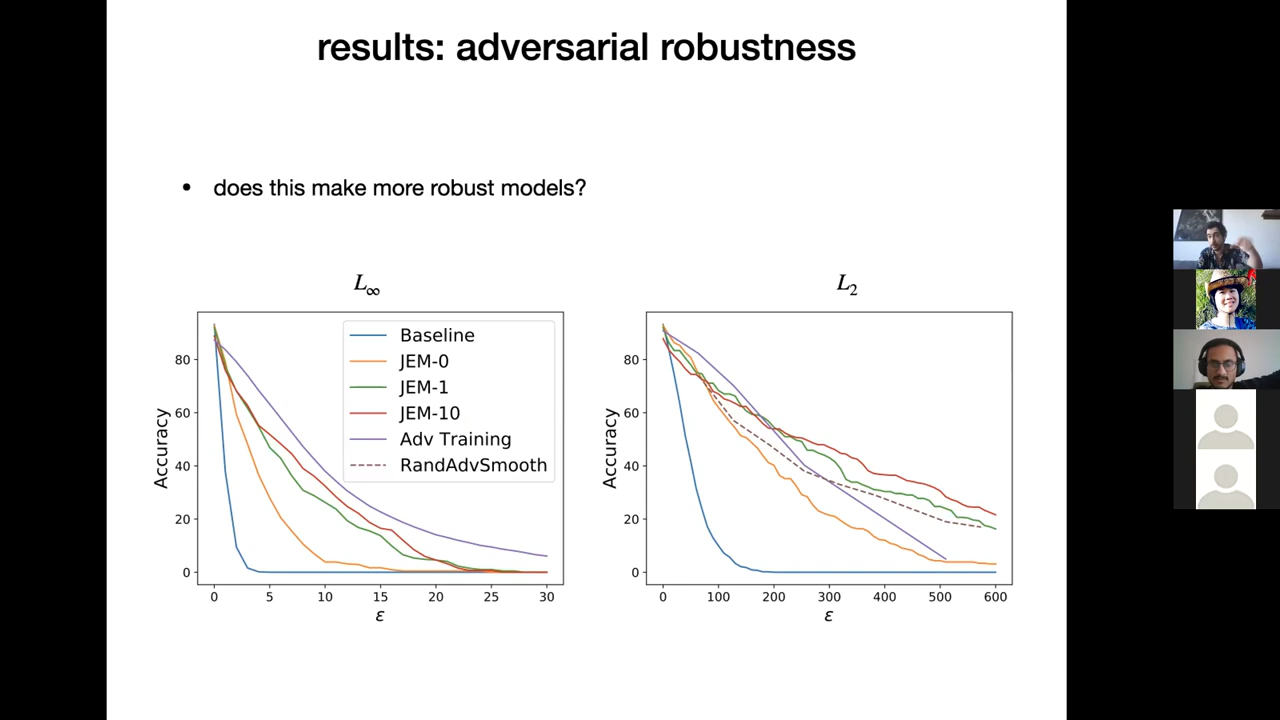 results: adversarial robustness
• does this make more robust models?
L∞
L2
Accuracy
80
60
40
20
0
0 5 10 15 20 25 30
ε
Baseline
JEM-0
JEM-1
JEM-10
Adv Training
RandAdvSmooth
Accuracy
80
60
40
20
0
0 100 200 300 400 500 600
ε